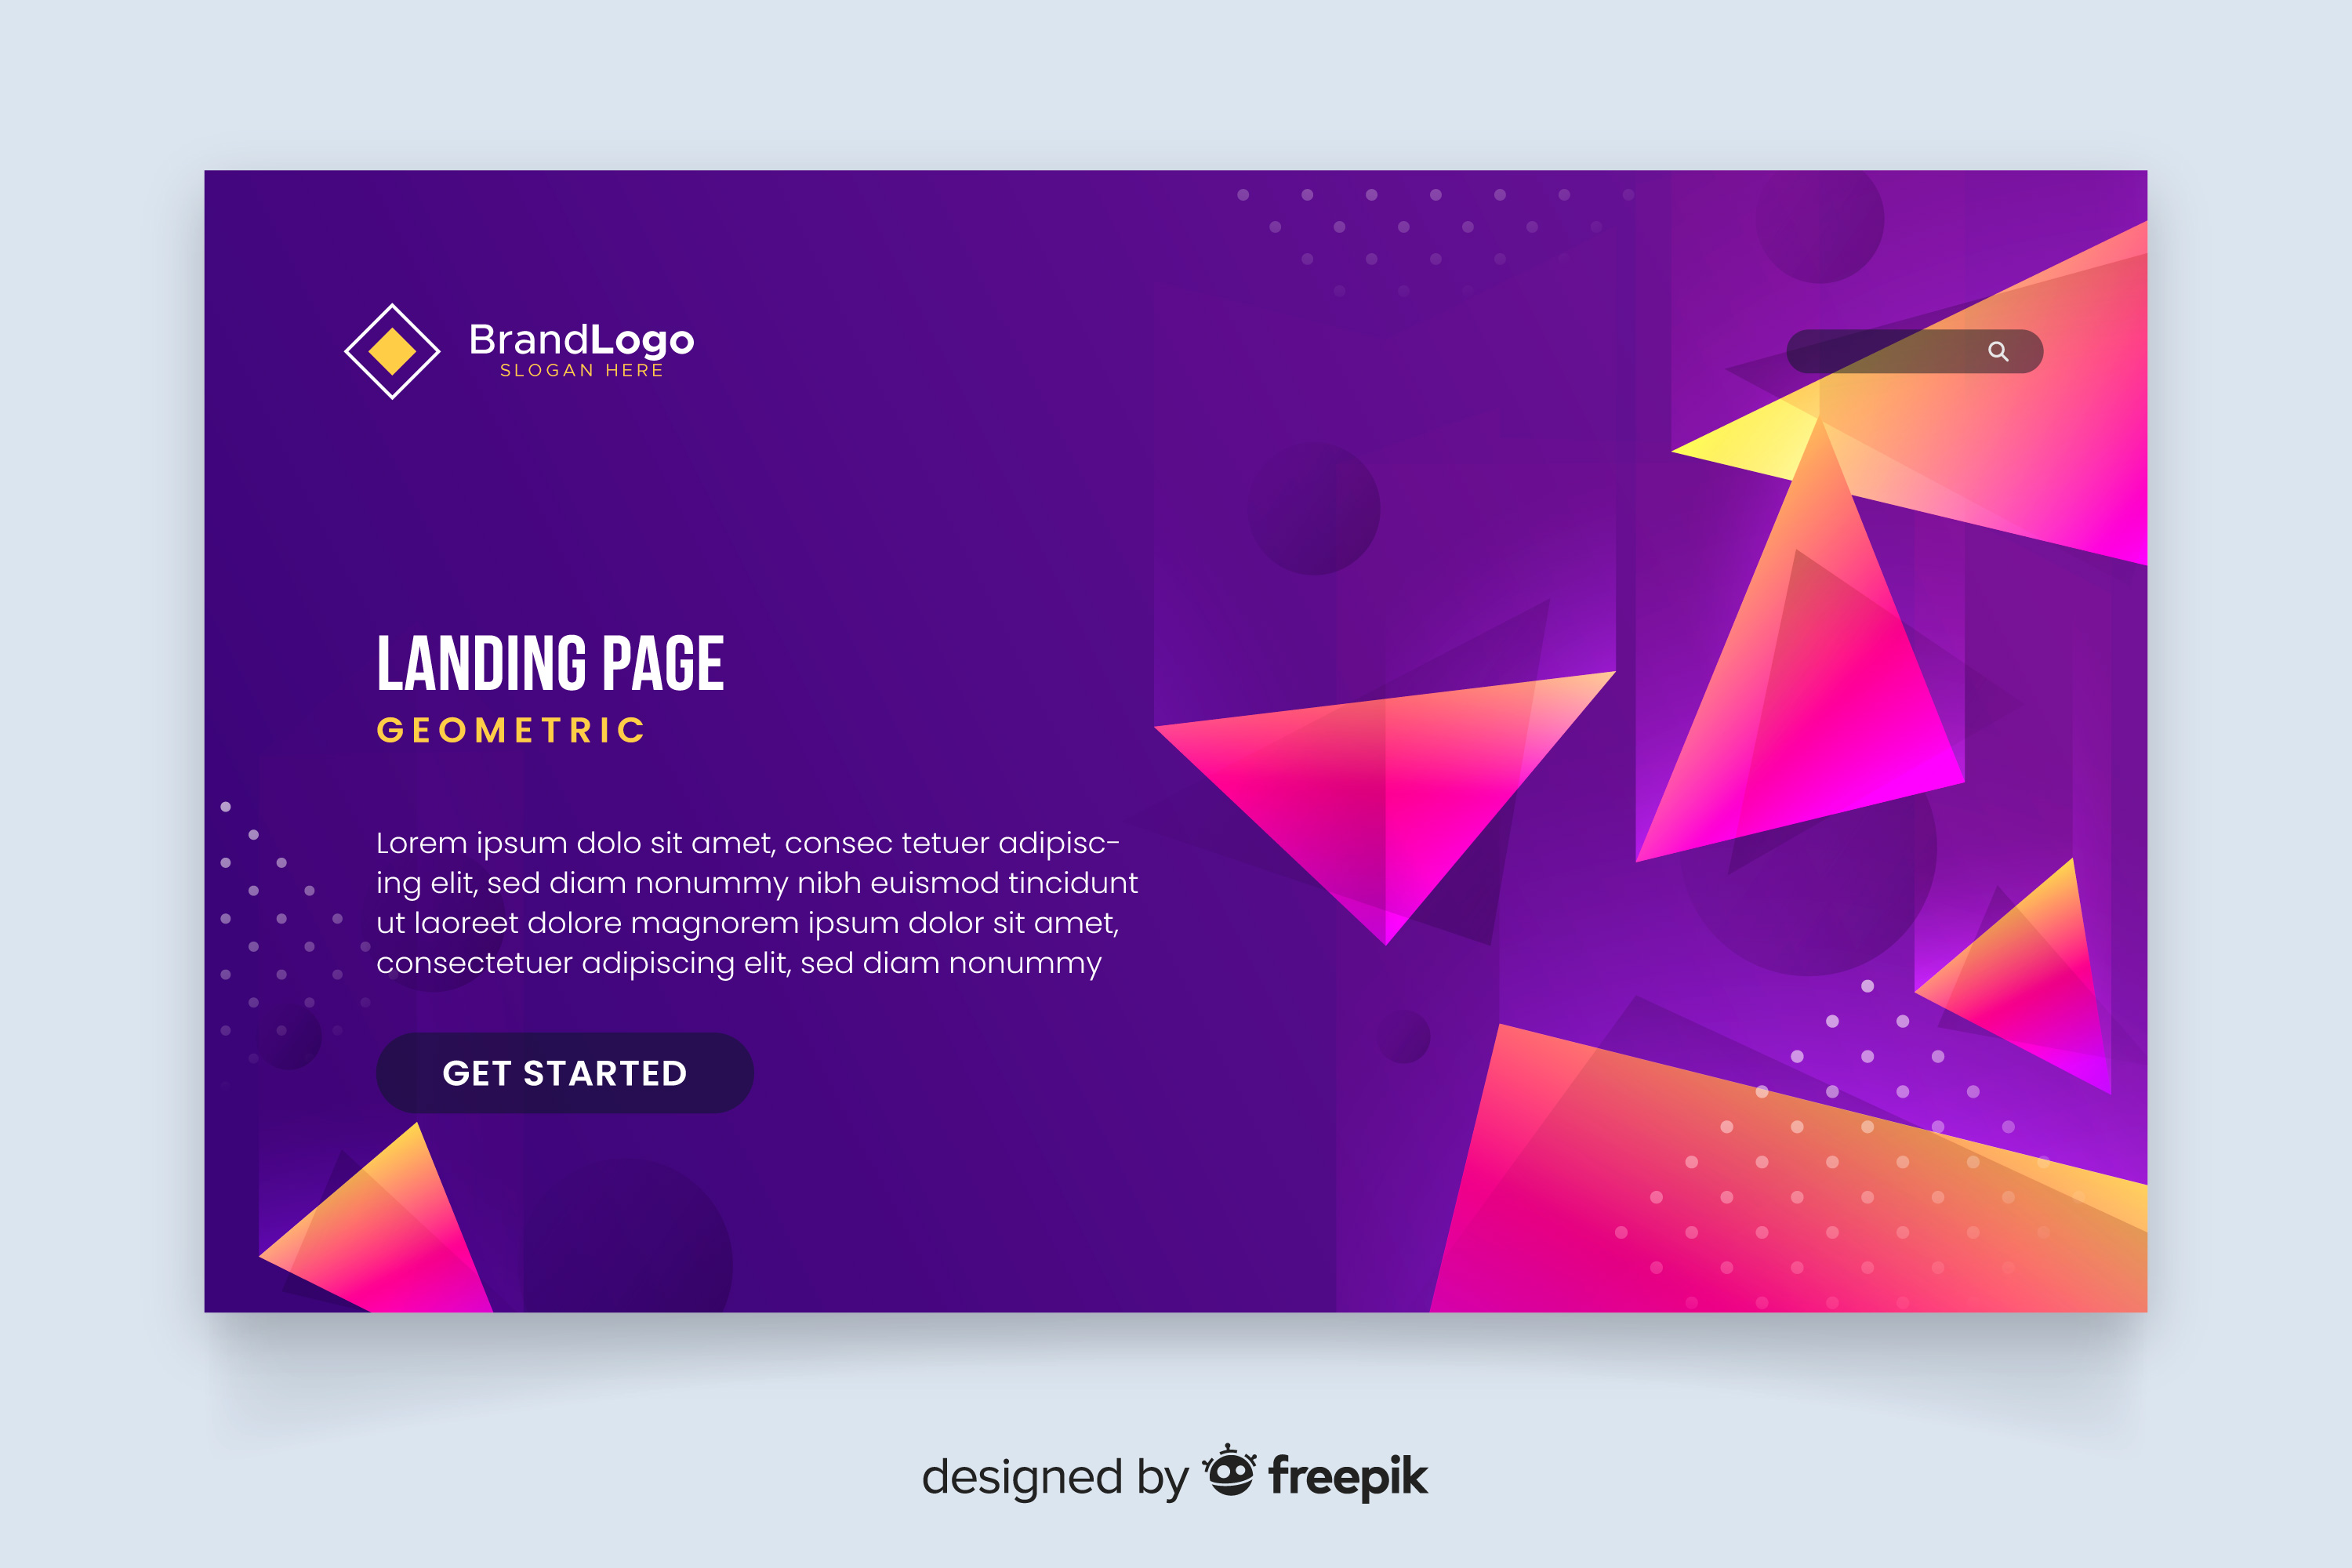 BrandLogo
SLOGAN HERE
LANDING PAGE
GEOMETRIC
Lorem ipsum dolo sit amet, consec tetuer adipisc-
ing elit, sed diam nonummy nibh euismod tincidunt
ut laoreet dolore magnorem ipsum dolor sit amet,
consectetuer adipiscing elit, sed diam nonummy
GET STARTED
designed by freepik